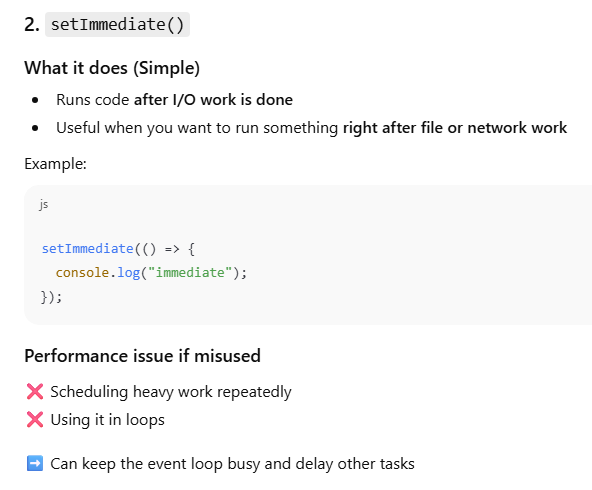 2. setImmediate()
What it does (Simple)
• Runs code after I/O work is done
• Useful when you want to run something right after file or network work
Example:
js
setImmediate(() => {
  console.log("immediate");
});
Performance issue if misused
❌ Scheduling heavy work repeatedly
❌ Using it in loops
➡️ Can keep the event loop busy and delay other tasks